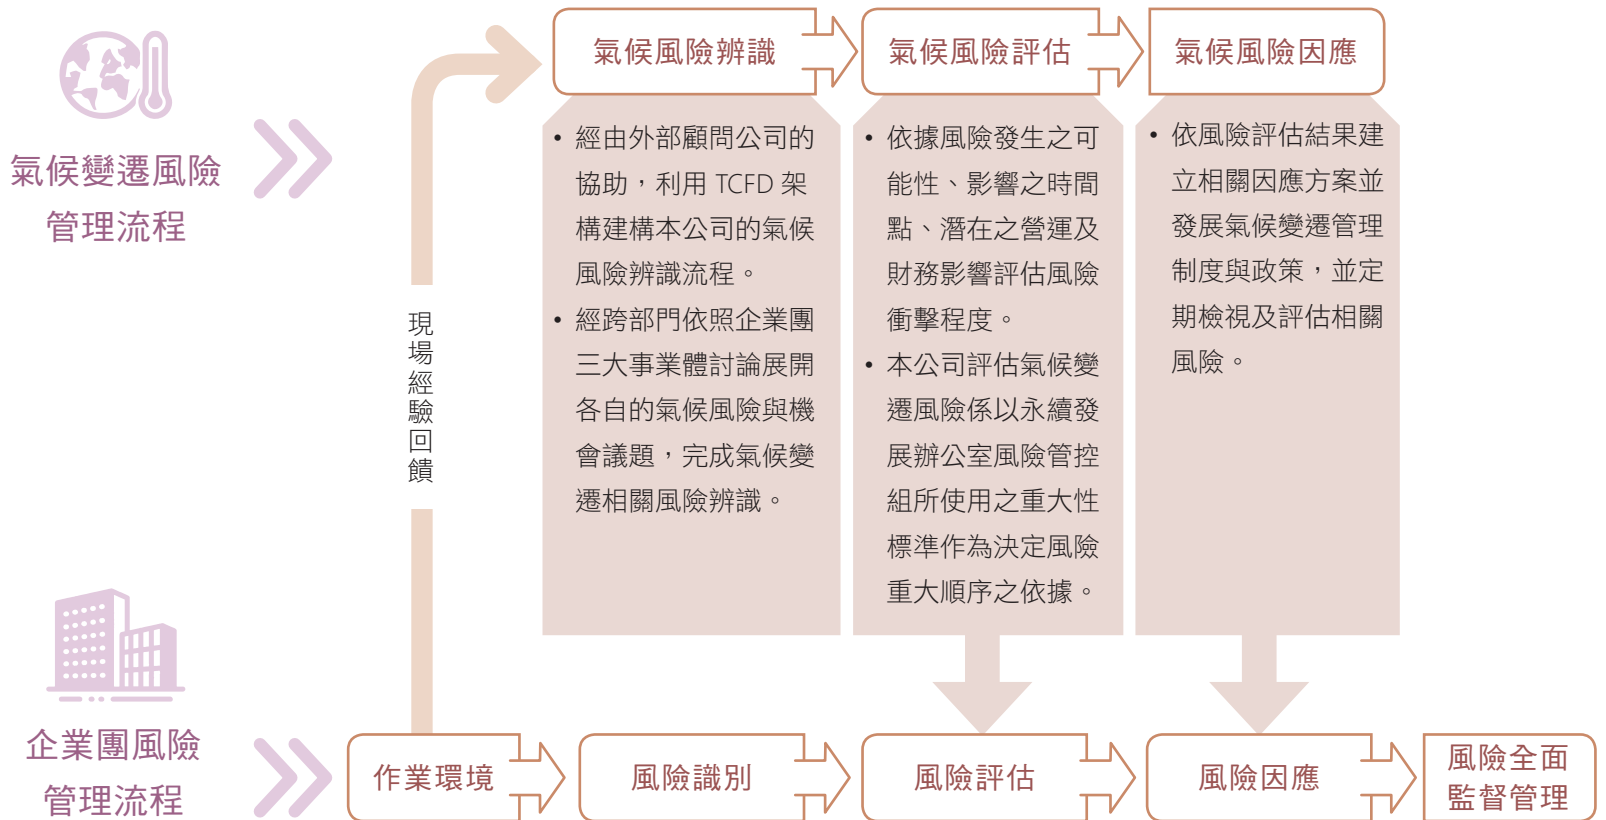 氣候變遷風險
管理流程
現場經驗回饋
氣候風險辨識
• 經由外部顧問公司的
協助，利用 TCFD 架
構建構本公司的氣候
風險辨識流程。
• 經跨部門依照企業團
三大事業體討論展開
各自的氣候風險與機
會議題，完成氣候變
遷相關風險辨識。
氣候風險評估
• 依據風險發生之可
能性、影響之時間
點、潛在之營運及
財務影響評估風險
衝擊程度。
• 本公司評估氣候變
遷風險係以永續發
展辦公室風險管控
組所使用之重大性
標準作為決定風險
重大順序之依據。
氣候風險因應
• 依風險評估結果建
立相關因應方案並
發展氣候變遷管理
制度與政策，並定
期檢視及評估相關
風險。
企業團風險
管理流程
作業環境
風險識別
風險評估
風險因應
風險全面
監督管理